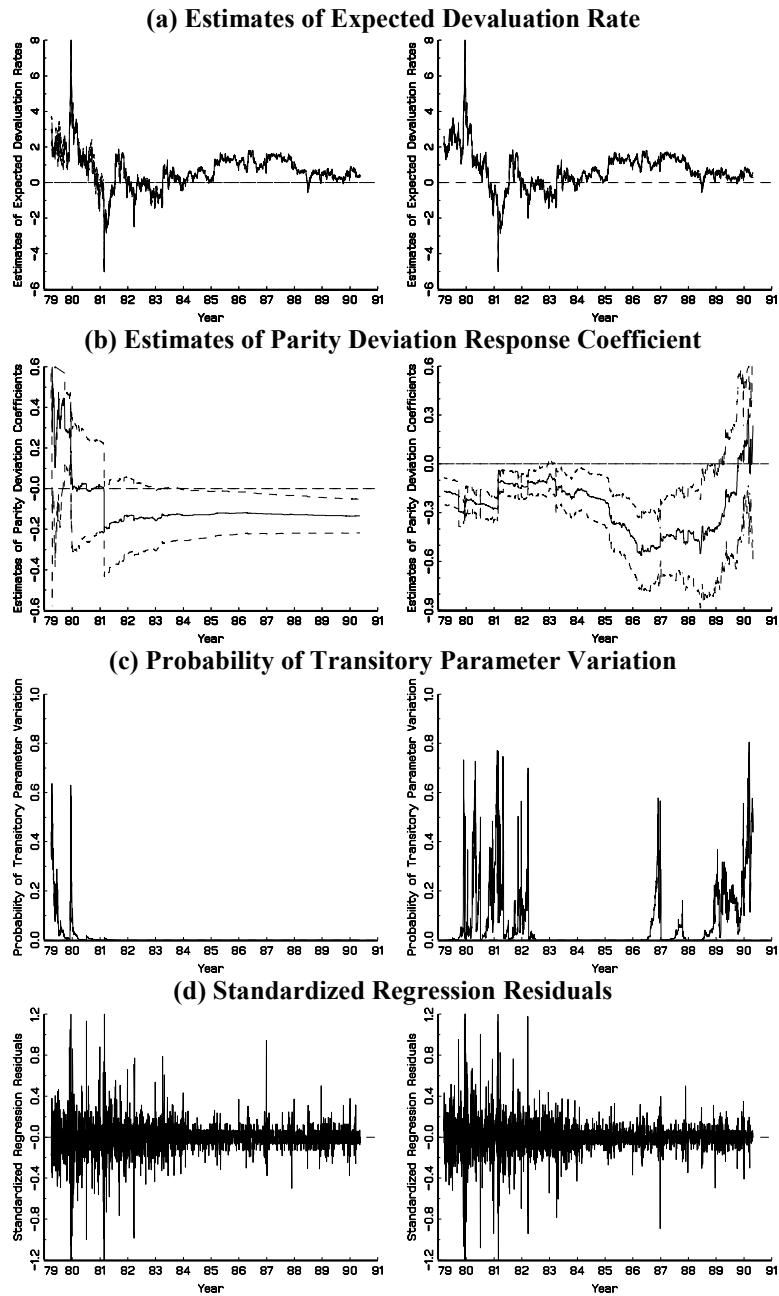 (a) Estimates of Expected Devaluation Rate
Estimates of Expected Devaluation Rates
8
6
4
2
0
−2
−4
−6
79 80 81 82 83 84 85 86 87 88 89 90 91
Year
Estimates of Expected Devaluation Rates
8
6
4
2
0
−2
−4
−6
79 80 81 82 83 84 85 86 87 88 89 90 91
Year
(b) Estimates of Parity Deviation Response Coefficient
Estimates of Parity Deviation Coefficients
0.6
0.4
0.2
−0.0
−0.2
−0.4
−0.6
79 80 81 82 83 84 85 86 87 88 89 90 91
Year
Estimates of Parity Deviation Coefficients
0.6
0.3
0.0
−0.3
−0.6
−0.9
79 80 81 82 83 84 85 86 87 88 89 90 91
Year
(c) Probability of Transitory Parameter Variation
Probability of Transitory Parameter Variation
1.0
0.8
0.6
0.4
0.2
0.0
79 80 81 82 83 84 85 86 87 88 89 90 91
Year
Probability of Transitory Parameter Variation
1.0
0.8
0.6
0.4
0.2
0.0
79 80 81 82 83 84 85 86 87 88 89 90 91
Year
(d) Standardized Regression Residuals
Standardized Regression Residuals
1.2
0.8
0.4
−0.0
−0.4
−0.8
−1.2
79 80 81 82 83 84 85 86 87 88 89 90 91
Year
Standardized Regression Residuals
1.2
0.8
0.4
−0.0
−0.4
−0.8
−1.2
79 80 81 82 83 84 85 86 87 88 89 90 91
Year